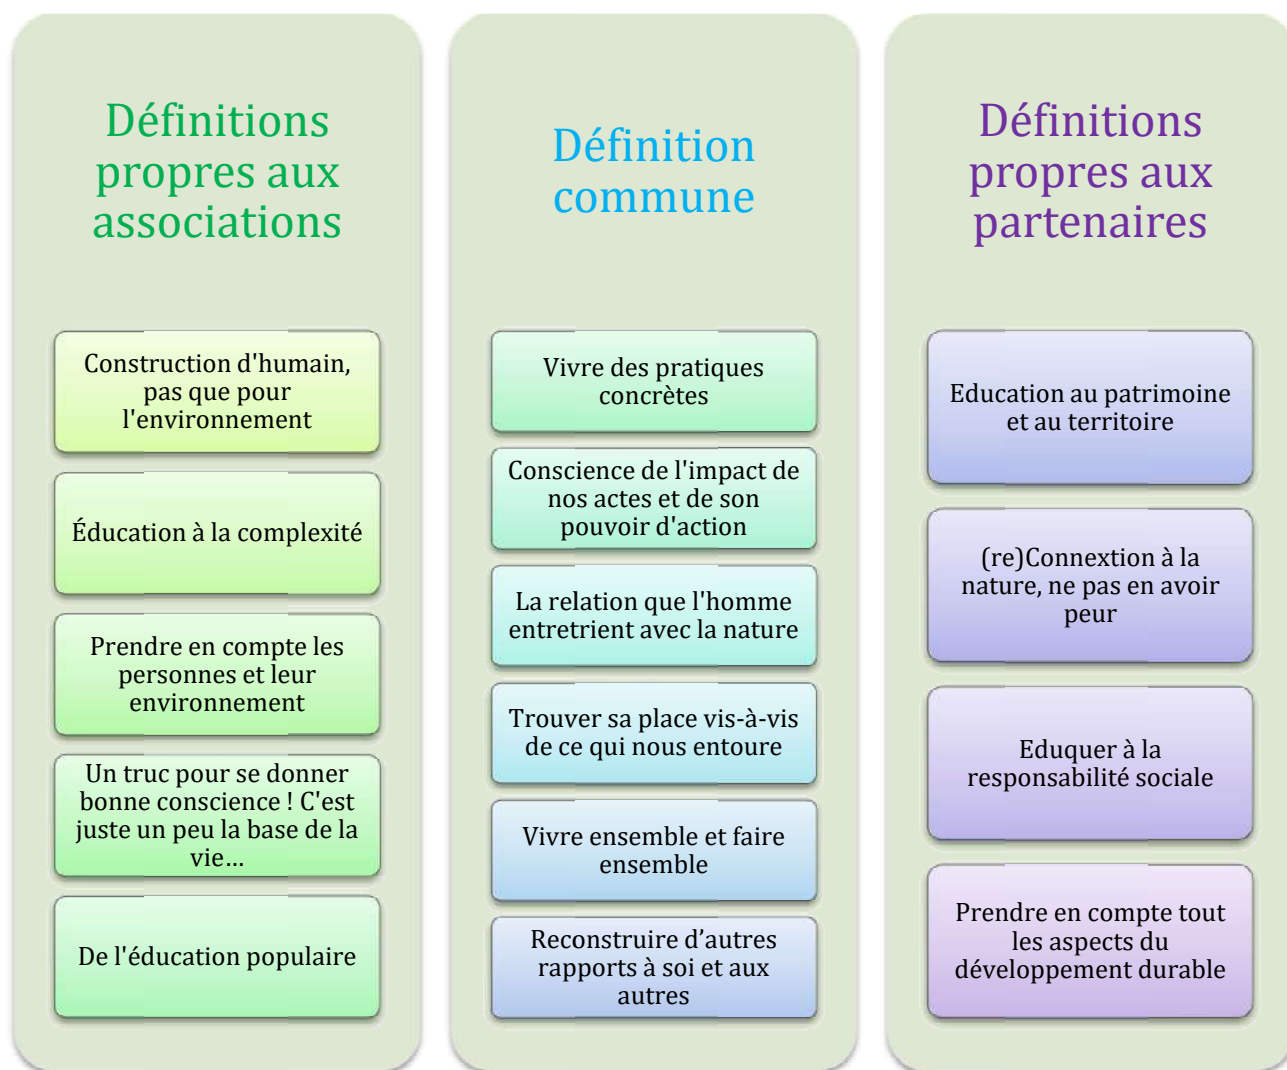 Définitions
propres aux
associations
Construction d'humain,
pas que pour
l'environnement
Éducation à la complexité
Prendre en compte les
personnes et leur
environnement
Un truc pour se donner
bonne conscience ! C'est
juste un peu la base de la
vie…
De l'éducation populaire
Définition
commune
Vivre des pratiques
concrètes
Conscience de l'impact de
nos actes et de son
pouvoir d'action
La relation que l'homme
entretrient avec la nature
Trouver sa place vis-à-vis
de ce qui nous entoure
Vivre ensemble et faire
ensemble
Reconstruire d’autres
rapports à soi et aux
autres
Définitions
propres aux
partenaires
Education au patrimoine
et au territoire
(re)Connextion à la
nature, ne pas en avoir
peur
Eduquer à la
responsabilité sociale
Prendre en compte tout
les aspects du
développement durable